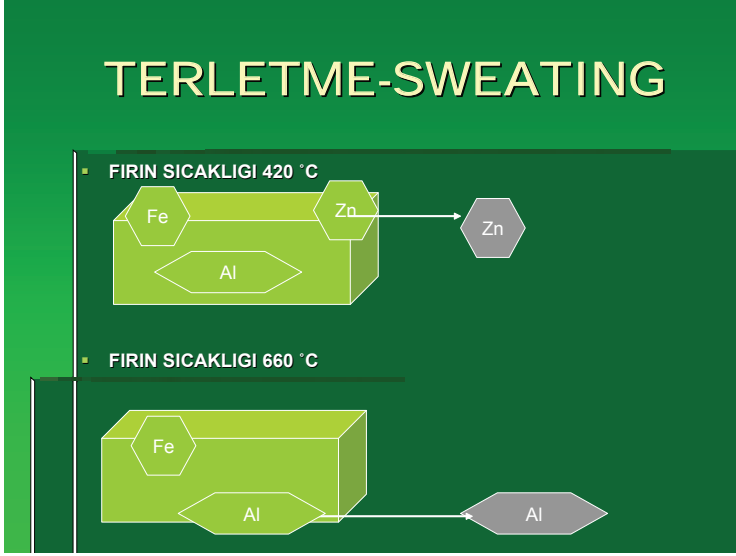 TERLETME-SWEATING
FIRIN SICAKLIGI 420 ˚C
Fe
Zn
Zn
Al
FIRIN SICAKLIGI 660 ˚C
Fe
Al
Al